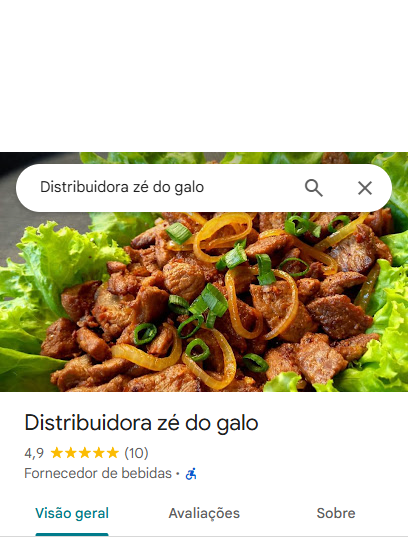 Distribuidora zé do galo
Distribuidora zé do galo
4,9 ★★★★★ (10)
Fornecedor de bebidas ·
Visão geral Avaliações Sobre